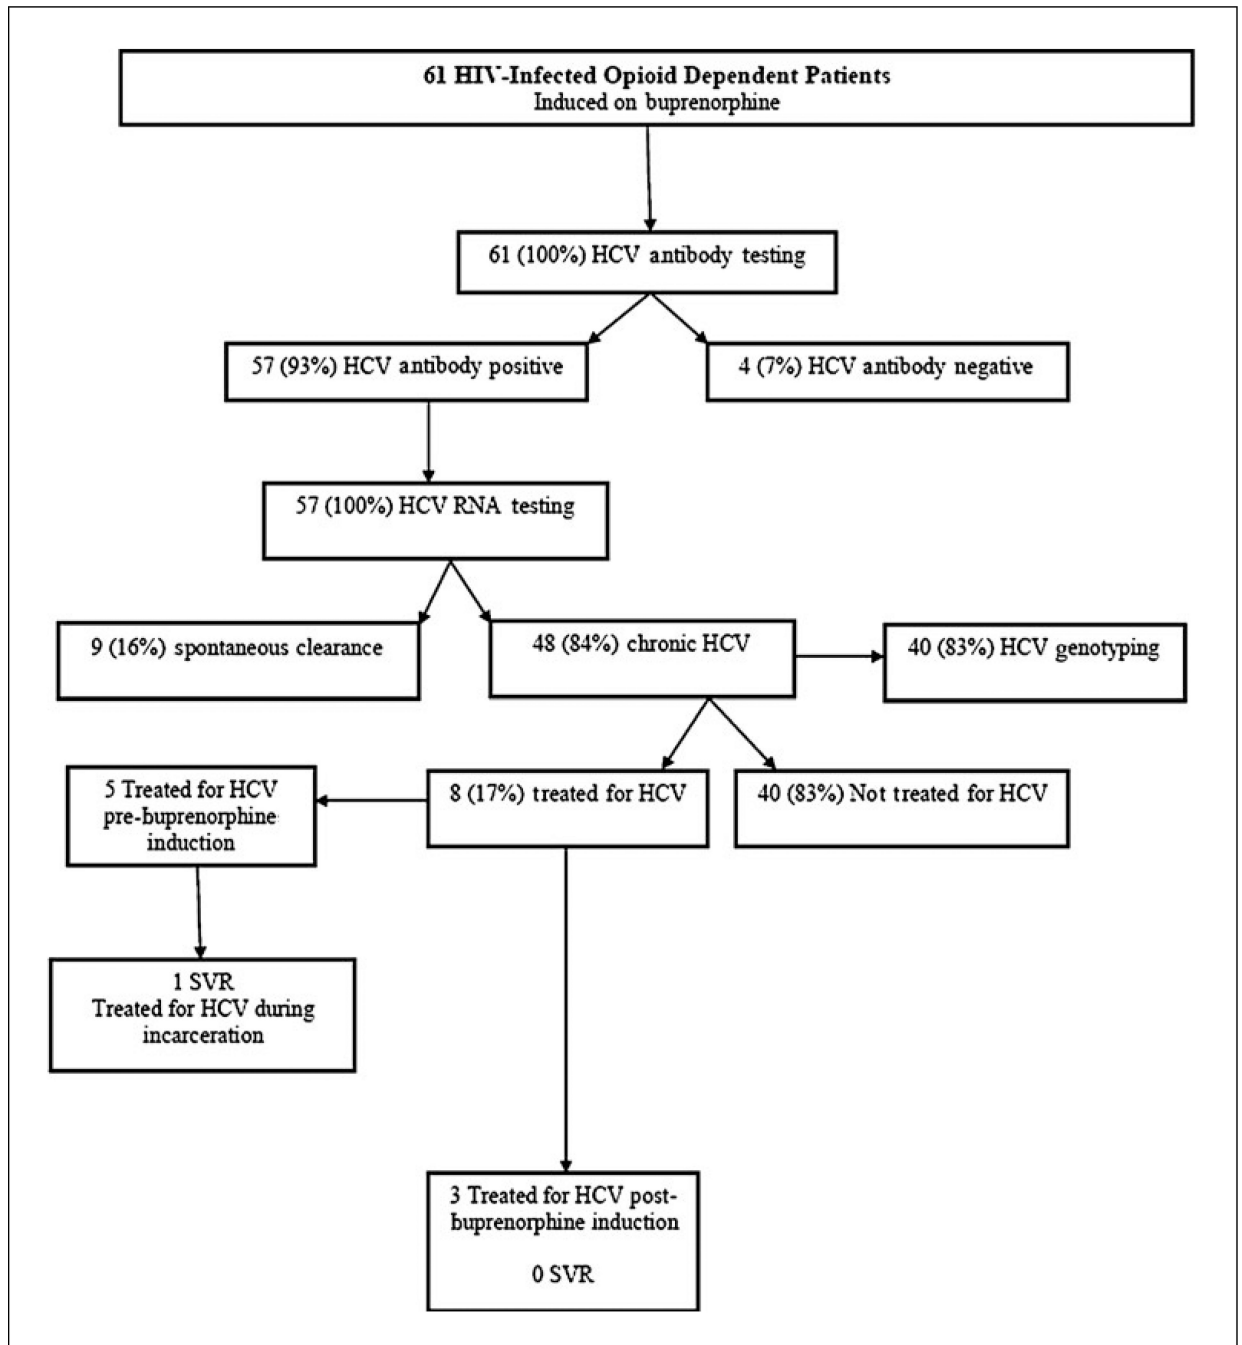 61 HIV-Infected Opioid Dependent Patients
Induced on buprenorphine
61 (100%) HCV antibody testing
57 (93%) HCV antibody positive
4 (7%) HCV antibody negative
57 (100%) HCV RNA testing
9 (16%) spontaneous clearance
48 (84%) chronic HCV
40 (83%) HCV genotyping
5 Treated for HCV
pre-buprenorphine
induction
8 (17%) treated for HCV
40 (83%) Not treated for HCV
1 SVR
Treated for HCV during
incarceration
3 Treated for HCV post-
buprenorphine induction
0 SVR